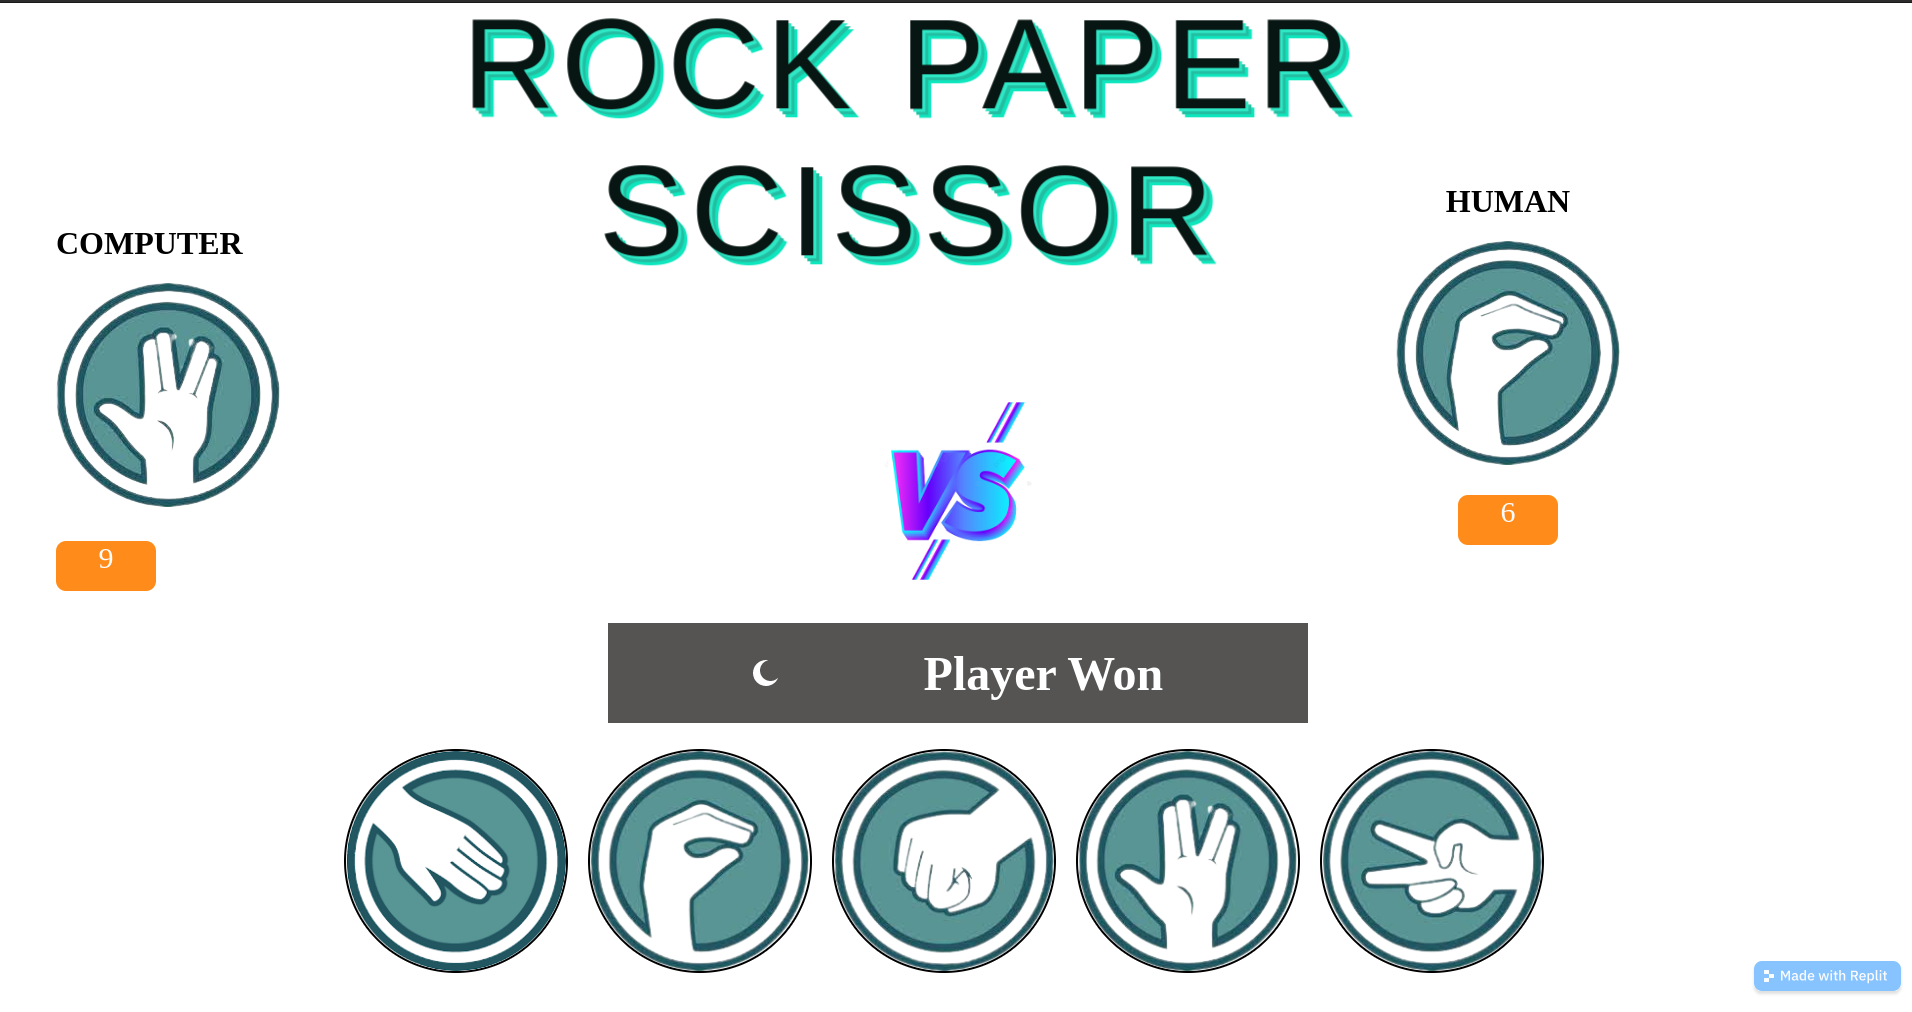 ROCK PAPER
SCISSOR
COMPUTER
HUMAN
VS
9
6
Player Won
Made with Replit